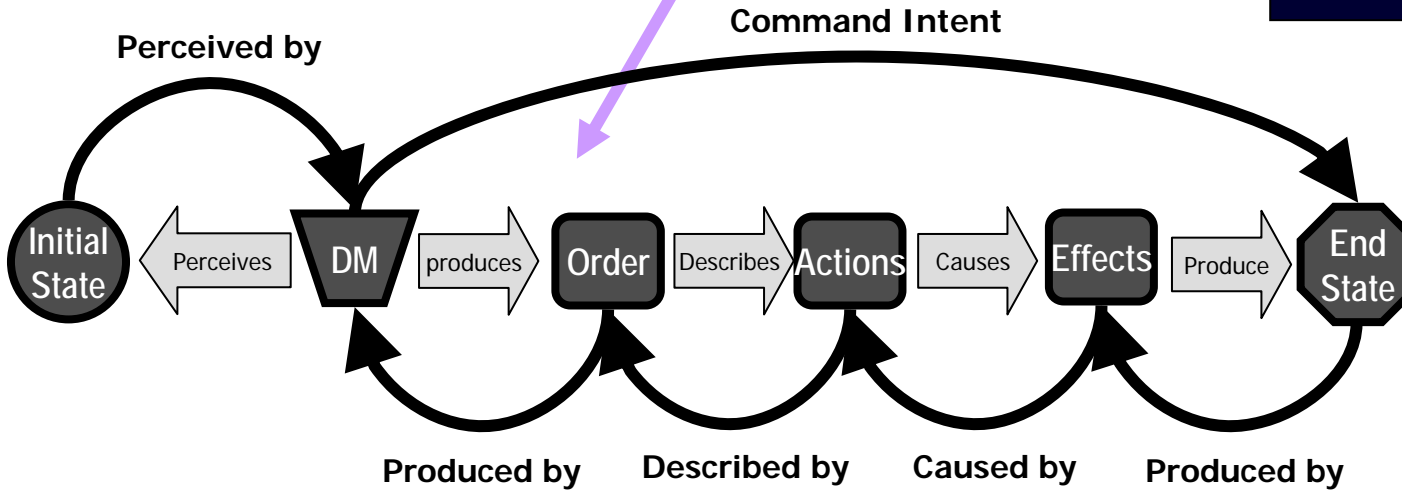 Command Intent
Perceived by
Initial
State
Perceives
DM
produces
Order
Describes
Actions
Causes
Effects
Produce
End
State
Produced by
Described by
Caused by
Produced by